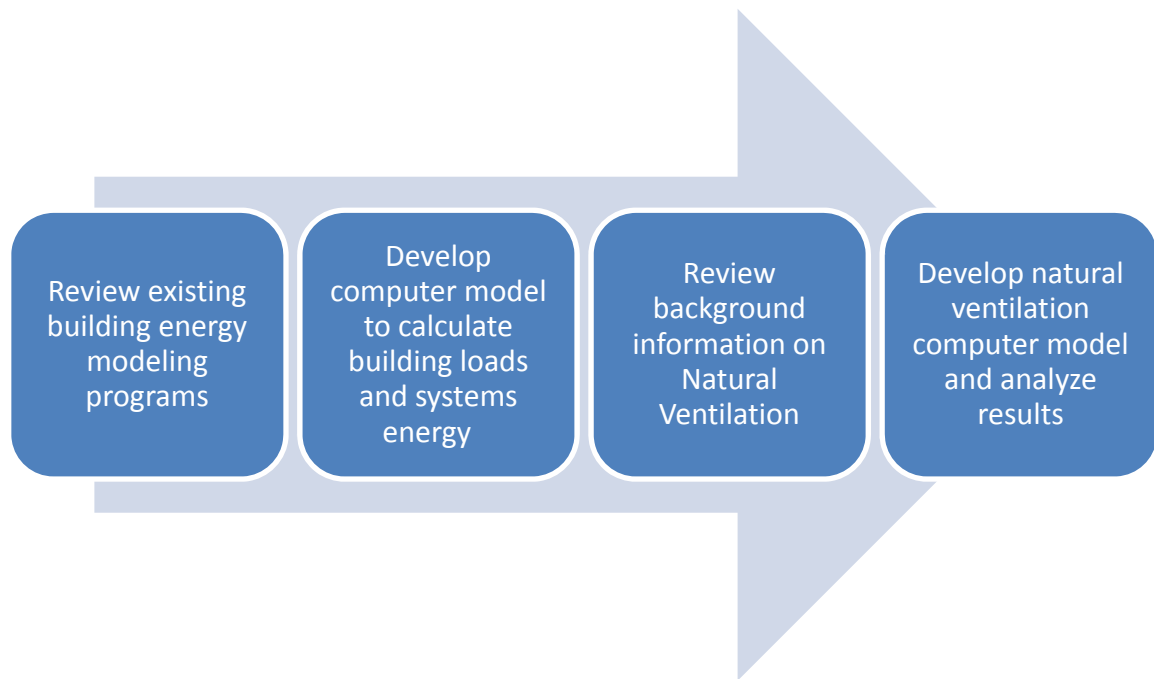 Review existing
building energy
modeling
programs
Develop
computer model
to calculate
building loads
and systems
energy
Review
background
information on
Natural
Ventilation
Develop natural
ventilation
computer model
and analyze
results